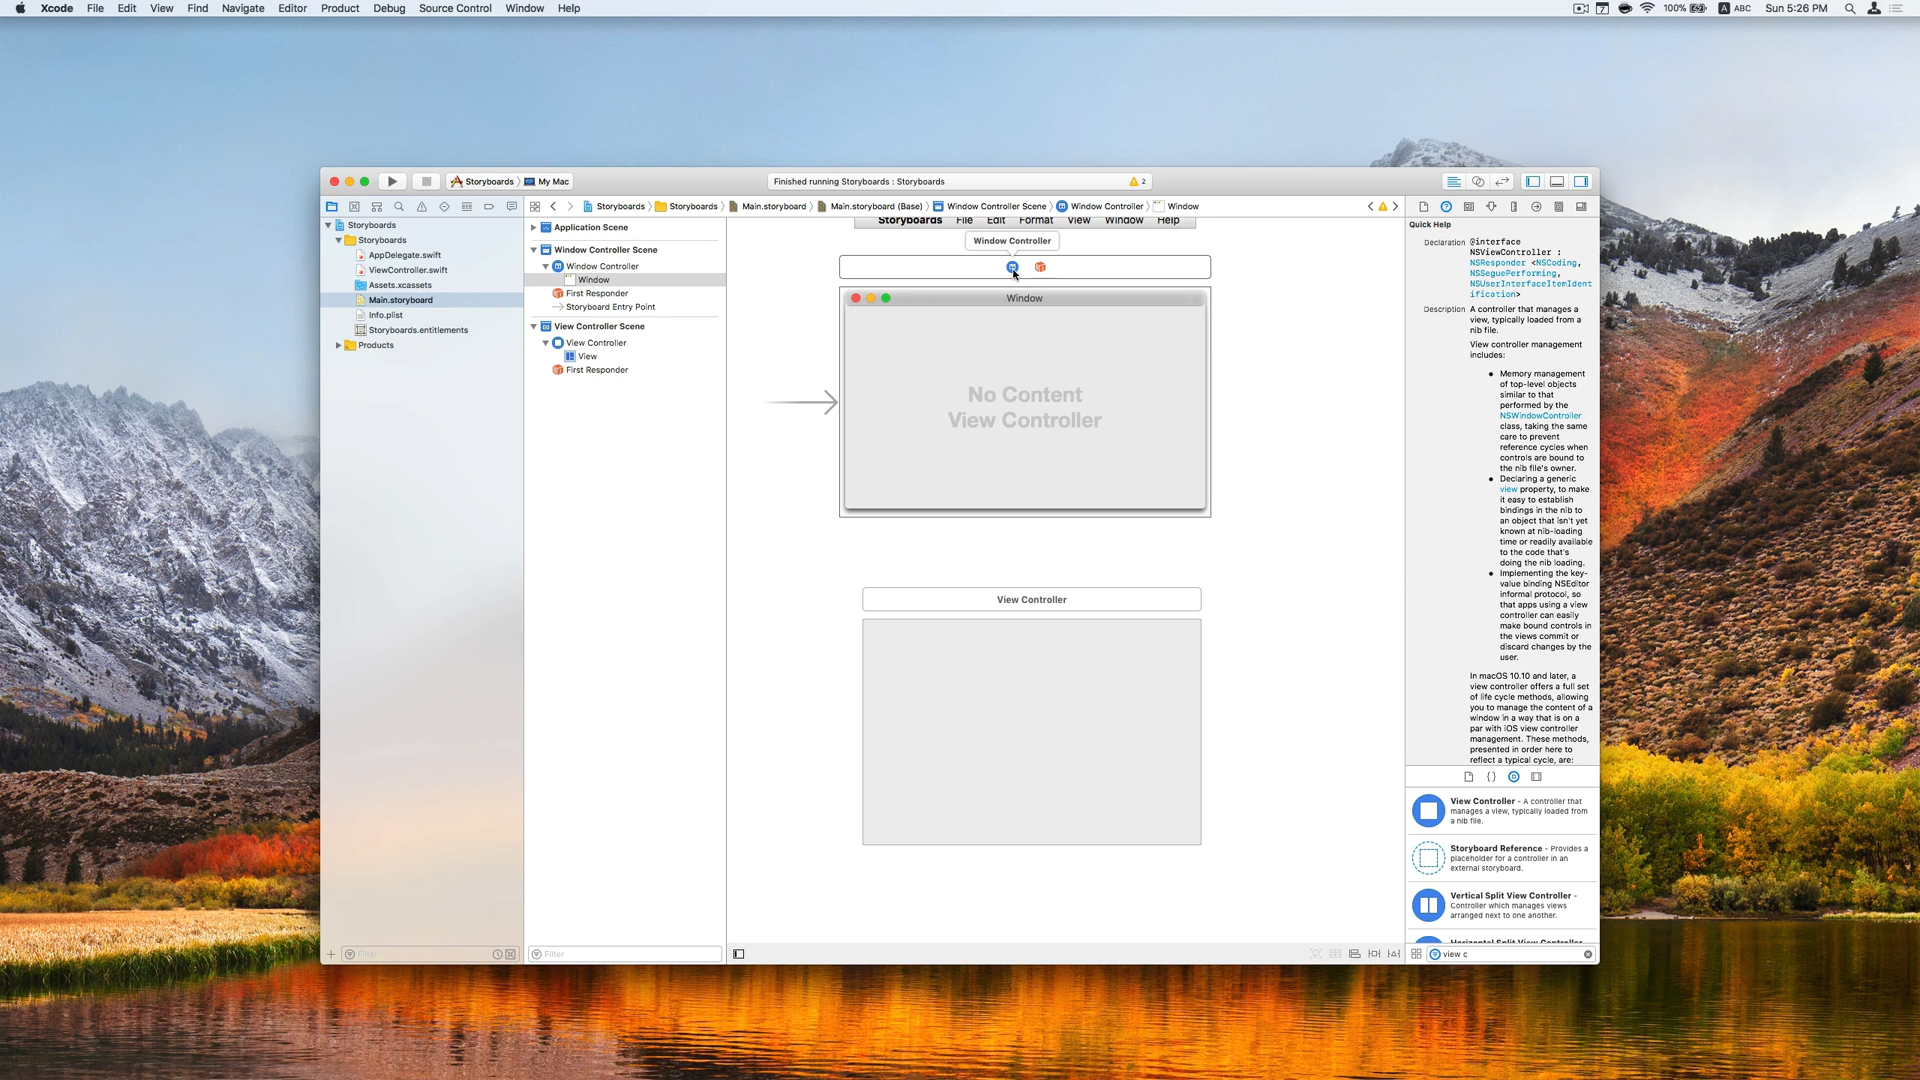 Xcode File Edit View Find Navigate Editor Product Debug Source Control Window Help
7 100% A ABC Sun 5:26 PM
Storyboards My Mac
Finished running Storyboards : Storyboards
2
Storyboards Storyboards Main.storyboard Main.storyboard (Base) Window Controller Scene Window Controller Window
Storyboards
Storyboards
AppDelegate.swift
ViewController.swift
Assets.xcassets
Main.storyboard
Info.plist
Storyboards.entitlements
Products
Filter
Application Scene
Window Controller Scene
Window Controller
Window
First Responder
Storyboard Entry Point
View Controller Scene
View Controller
View
First Responder
Filter
Storyboards File Edit Format View Window Help
Window Controller
Window
No Content
View Controller
View Controller
Quick Help
Declaration @interface
NSViewController :
NSResponder <NSCoding,
NSSeguePerforming,
NSUserInterfaceItemIdent
ification>
Description A controller that manages a
view, typically loaded from a
nib file.
View controller management
includes:
• Memory management
of top-level objects
similar to that
performed by the
NSWindowController
class, taking the same
care to prevent
reference cycles when
controls are bound to
the nib file's owner.
• Declaring a generic
view property, to make
it easy to establish
bindings in the nib to
an object that isn't yet
known at nib-loading
time or readily available
to the code that's
doing the nib loading.
• Implementing the key-
value binding NSEditor
informal protocol, so
that apps using a view
controller can easily
make bound controls in
the views commit or
discard changes by the
user.
In macOS 10.10 and later, a
view controller offers a full set
of life cycle methods, allowing
you to manage the content of a
window in a way that is on a
par with iOS view controller
management. These methods,
presented in order here to
reflect a typical cycle, are:
{}
View Controller - A controller that
manages a view, typically loaded from
a nib file.
Storyboard Reference - Provides a
placeholder for a controller in an
external storyboard.
Vertical Split View Controller -
Controller which manages views
arranged next to one another.
Horizontal Split View Controller
view c